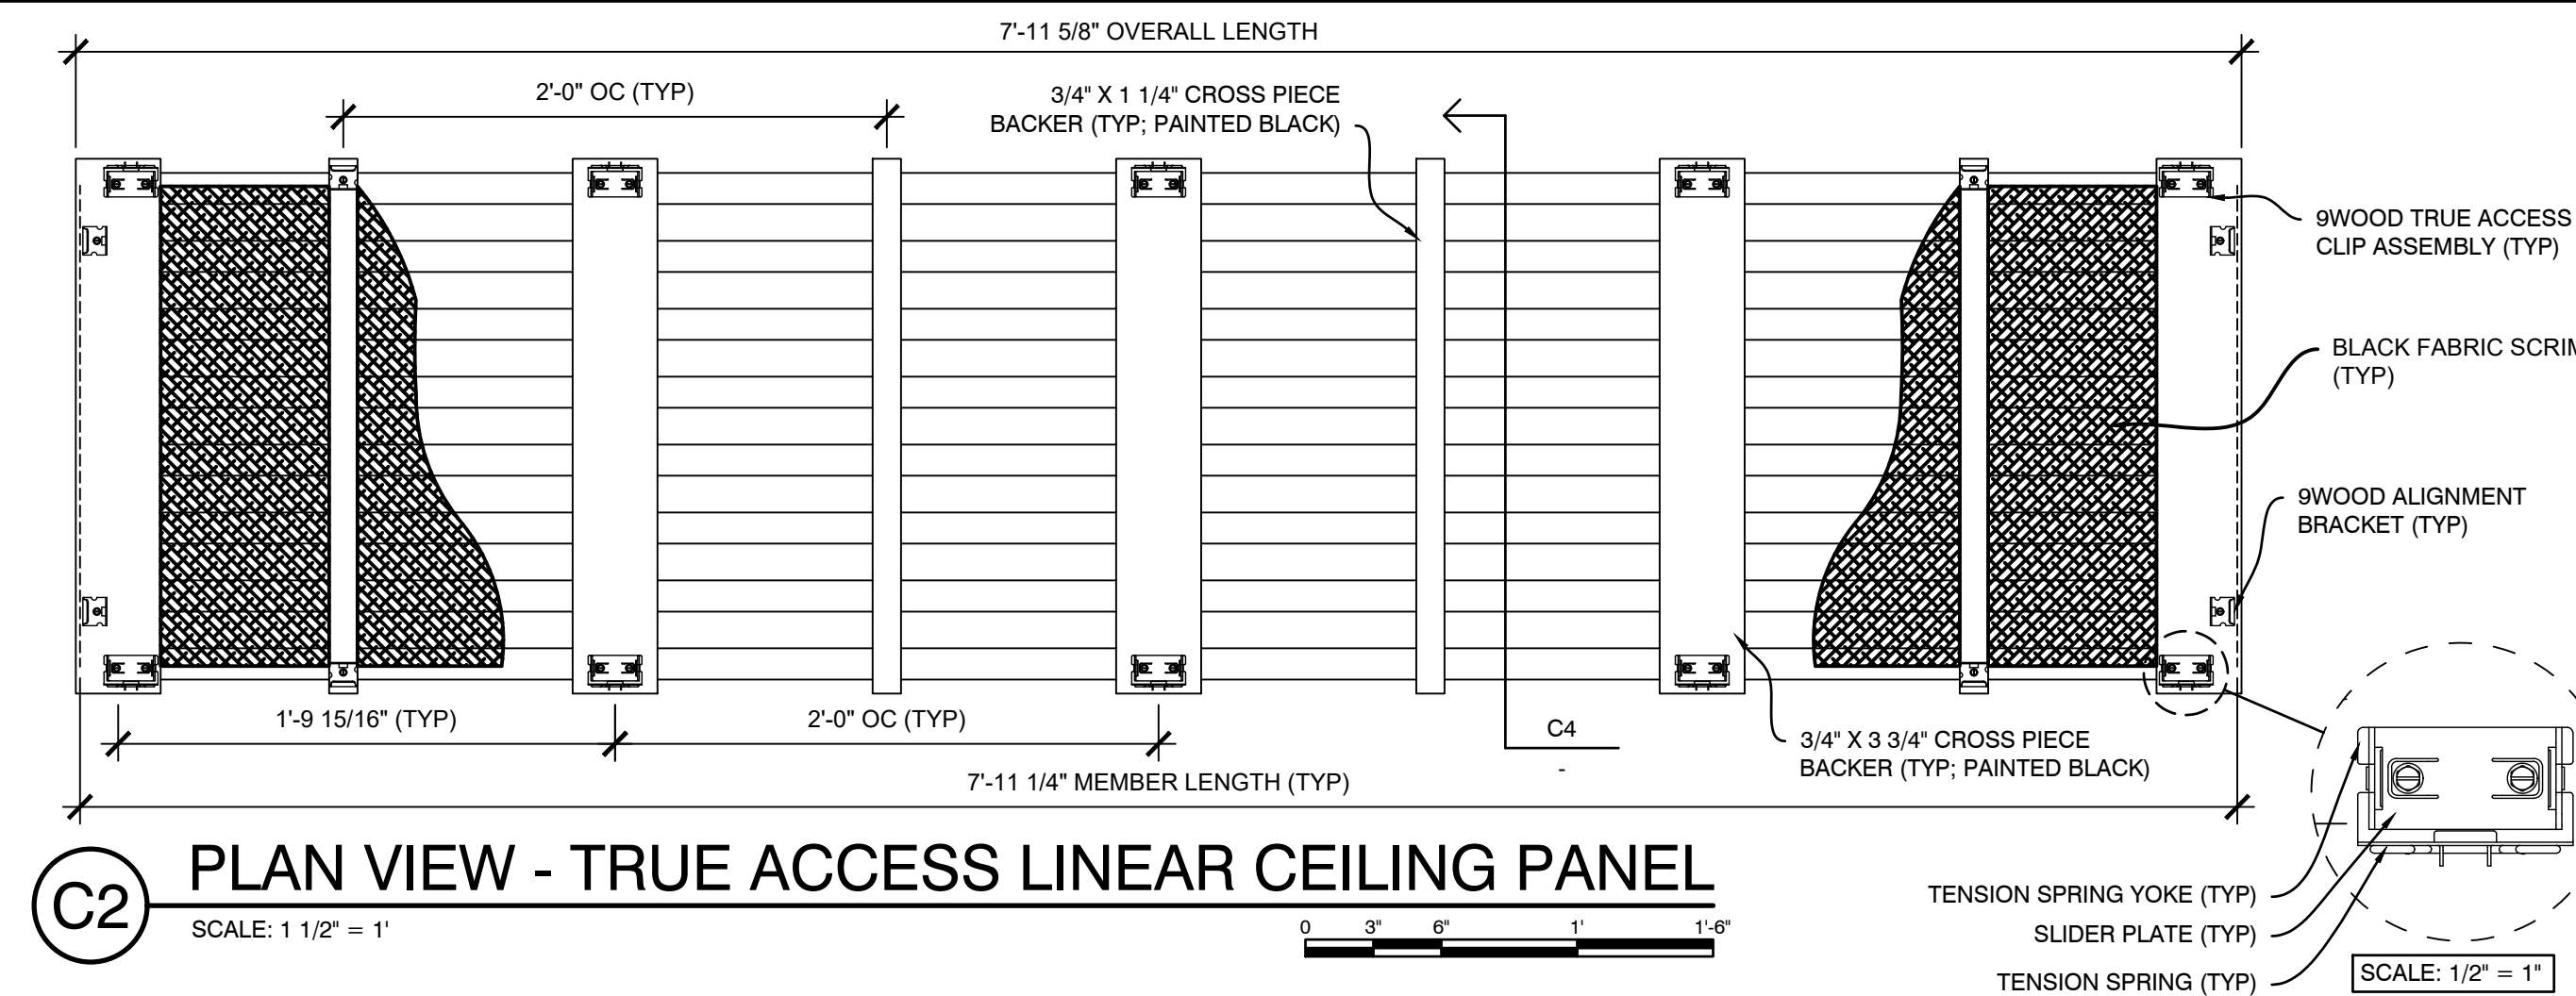 7'-11 5/8" OVERALL LENGTH
2'-0" OC (TYP)
3/4" X 1 1/4" CROSS PIECE
BACKER (TYP; PAINTED BLACK)
9WOOD TRUE ACCESS
CLIP ASSEMBLY (TYP)
BLACK FABRIC SCRIM
(TYP)
9WOOD ALIGNMENT
BRACKET (TYP)
1'-9 15/16" (TYP)
2'-0" OC (TYP)
C4
-
3/4" X 3 3/4" CROSS PIECE
BACKER (TYP; PAINTED BLACK)
7'-11 1/4" MEMBER LENGTH (TYP)
C2
PLAN VIEW - TRUE ACCESS LINEAR CEILING PANEL
SCALE: 1 1/2" = 1'
0 3" 6" 1' 1'-6"
TENSION SPRING YOKE (TYP)
SLIDER PLATE (TYP)
TENSION SPRING (TYP)
SCALE: 1/2" = 1"